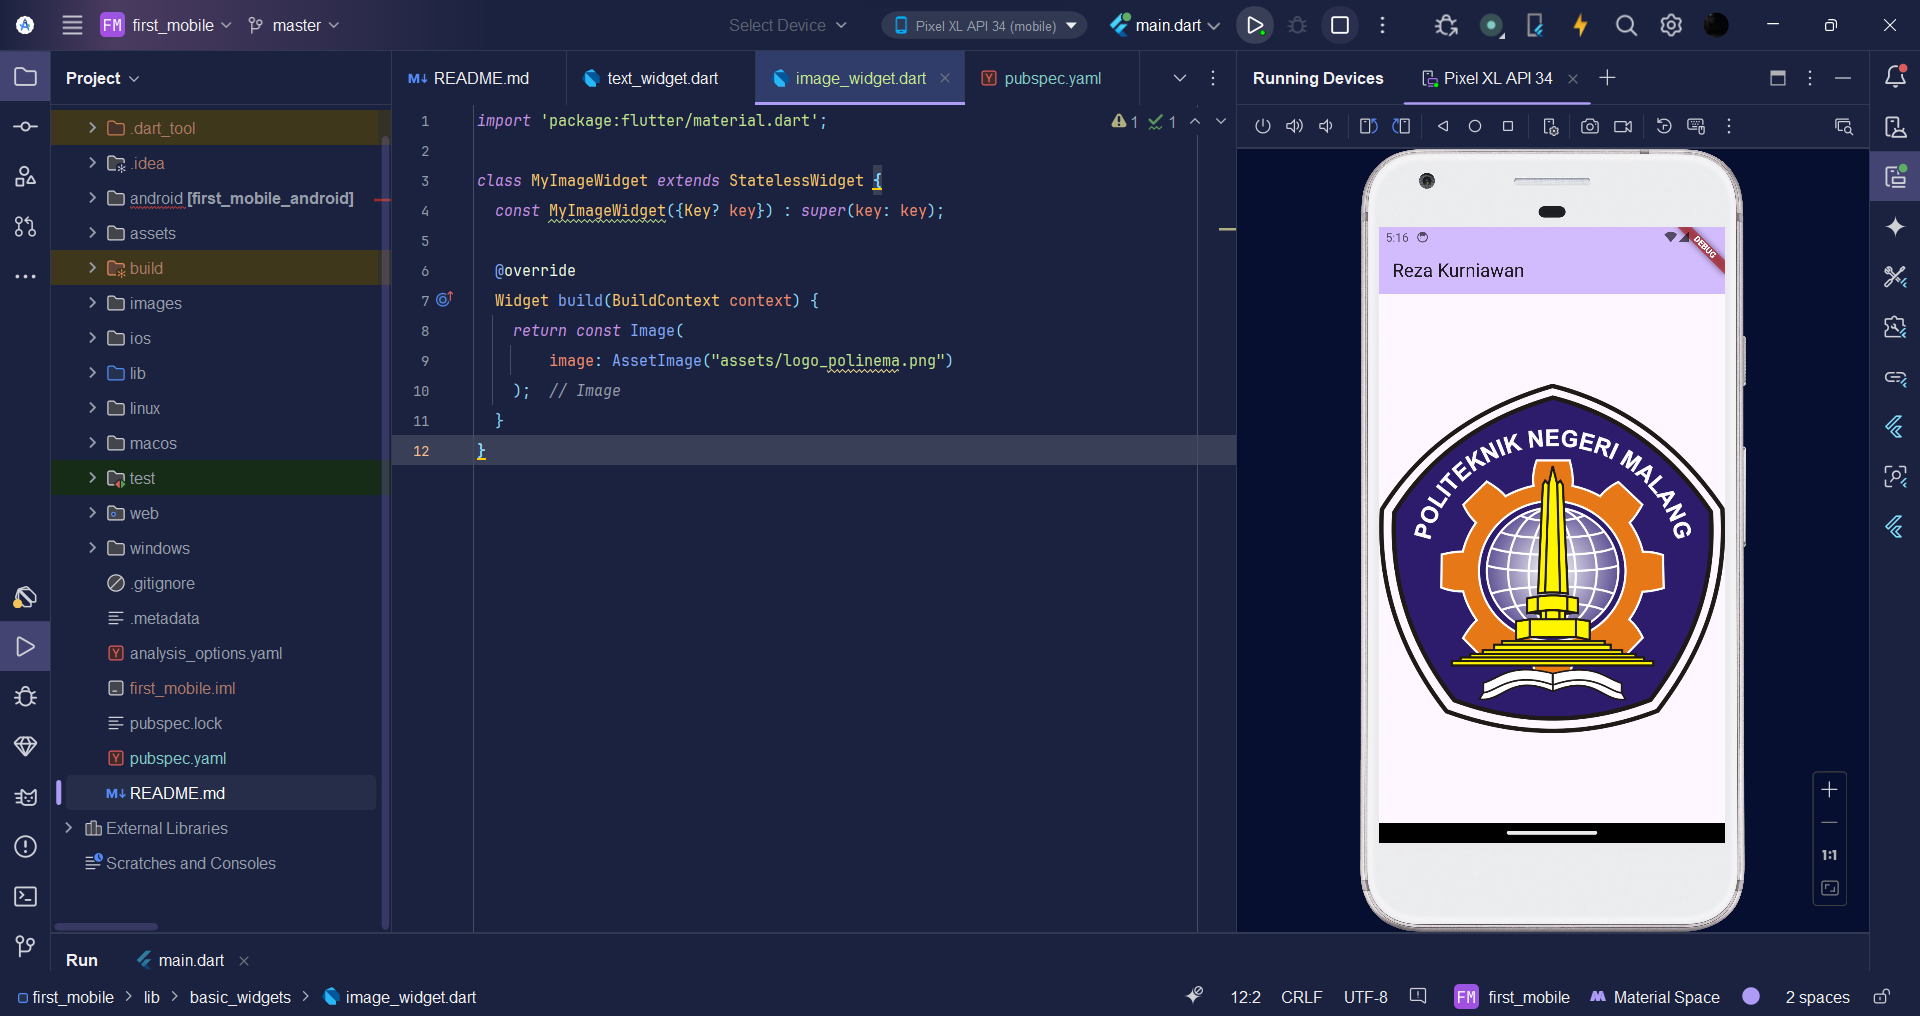 FM first_mobile
master
Select Device
Pixel XL API 34 (mobile)
main.dart
Project
README.md
text_widget.dart
image_widget.dart
pubspec.yaml
Running Devices
Pixel XL API 34
.dart_tool
.idea
android [first_mobile_android]
assets
build
images
ios
lib
linux
macos
test
web
windows
.gitignore
.metadata
analysis_options.yaml
first_mobile.iml
pubspec.lock
pubspec.yaml
README.md
External Libraries
Scratches and Consoles
1 import 'package:flutter/material.dart';
2
3 class MyImageWidget extends StatelessWidget {
4 const MyImageWidget({Key? key}) : super(key: key);
5
6 @override
7 Widget build(BuildContext context) {
8 return const Image(
9 image: AssetImage("assets/logo_polinema.png")
10 ); // Image
11 }
12 }
1 1
5:16
DEBUG
Reza Kurniawan
POLITEKNIK NEGERI MALANG
1:1
Run
main.dart
first_mobile > lib > basic_widgets > image_widget.dart
12:2 CRLF UTF-8 FM first_mobile Material Space 2 spaces